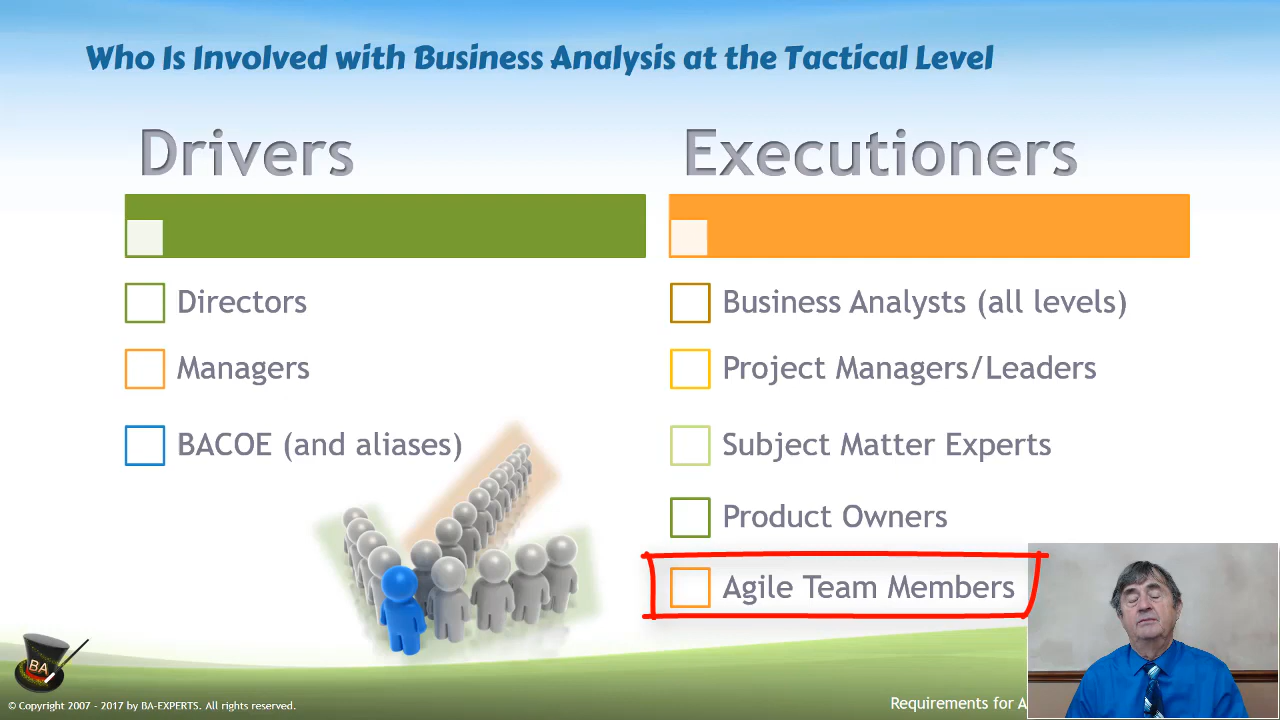 Who Is Involved with Business Analysis at the Tactical Level
Drivers
Directors
Managers
BACOE (and aliases)
Executioners
Business Analysts (all levels)
Project Managers/Leaders
Subject Matter Experts
Product Owners
Agile Team Members
BA
© Copyright 2007 - 2017 by BA-EXPERTS. All rights reserved.
Requirements for A